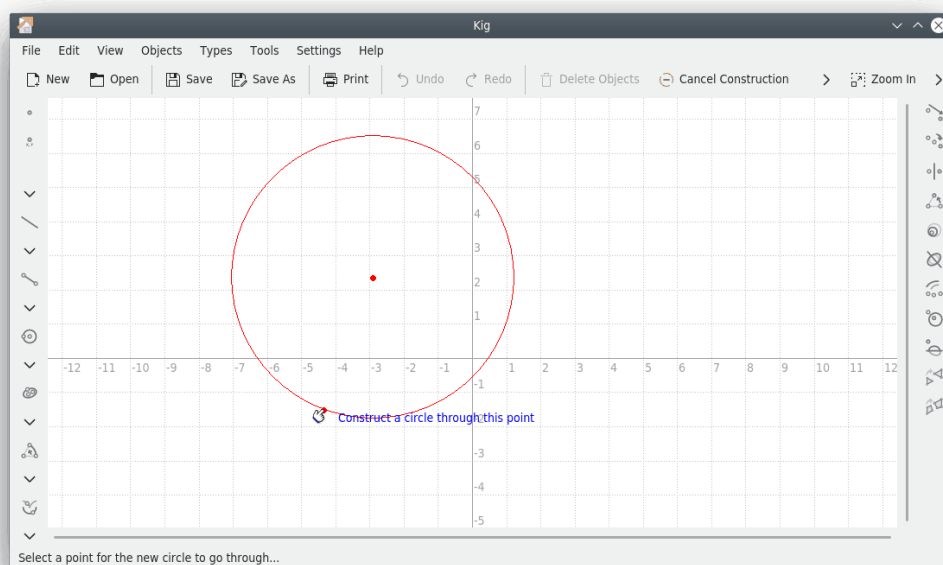 Kig
File Edit View Objects Types Tools Settings Help
New Open Save Save As Print Undo Redo Delete Objects Cancel Construction Zoom In
7
6
5
4
3
2
1
-12 -11 -10 -9 -8 -7 -6 -5 -4 -3 -2 -1 1 2 3 4 5 6 7 8 9 10 11 12
-1
Construct a circle through this point
-2
-3
-4
-5
Select a point for the new circle to go through...